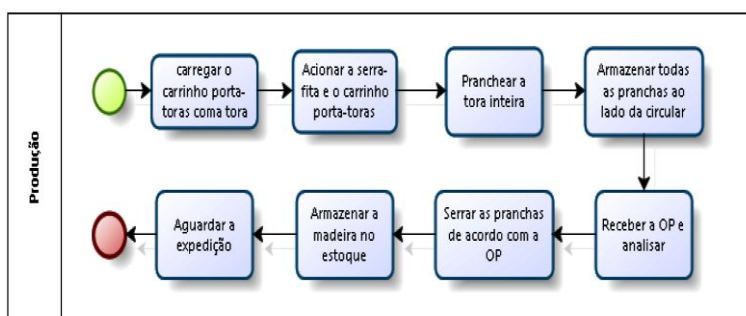 Produção
carregar o
carrinho porta-
toras coma tora
Acionar a serra-
fita e o carrinho
porta-toras
Pranchear a
tora inteira
Armazenar todas
as pranchas ao
lado da circular
Receber a OP e
analisar
Serrar as pranchas
de acordo com a
OP
Armazenar a
madeira no
estoque
Aguardar a
expedição